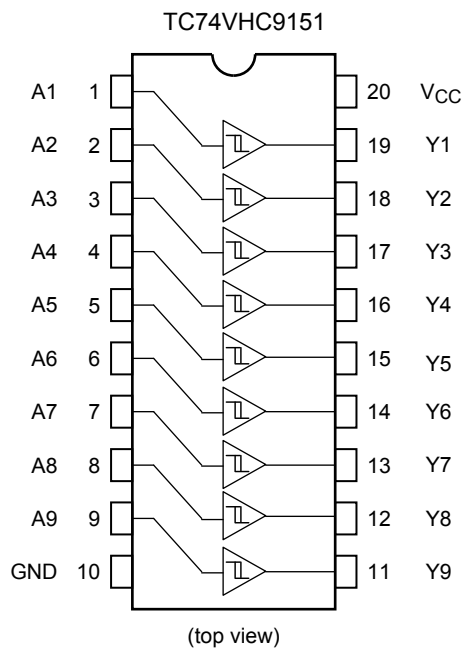 TC74VHC9151
A1 1 20 VCC
A2 2 19 Y1
A3 3 18 Y2
A4 4 17 Y3
A5 5 16 Y4
A6 6 15 Y5
A7 7 14 Y6
A8 8 13 Y7
A9 9 12 Y8
GND 10 11 Y9
(top view)